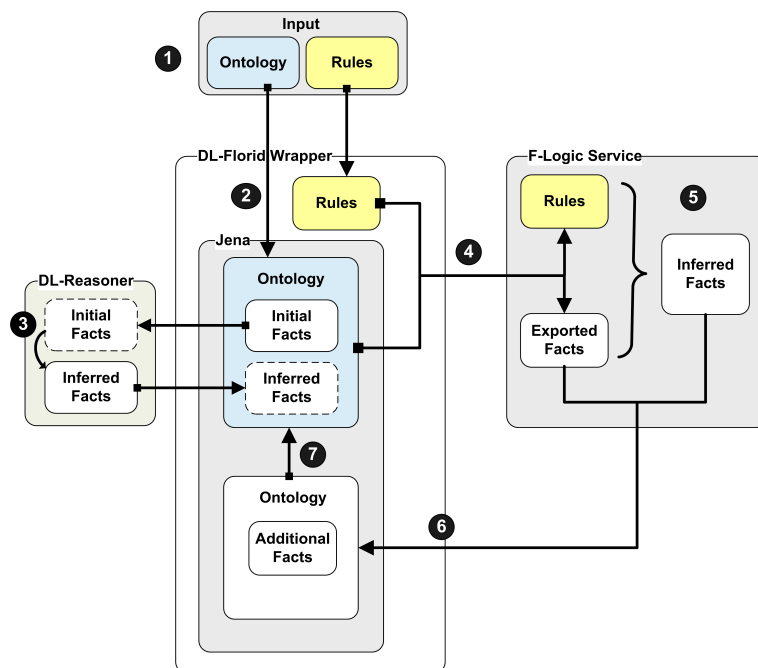 Input
1
Ontology
Rules
DL-Florid Wrapper
F-Logic Service
2
Rules
Rules
5
Jena
4
Ontology
Inferred
Facts
DL-Reasoner
3
Initial
Facts
Initial
Facts
Exported
Facts
Inferred
Facts
Inferred
Facts
7
Ontology
6
Additional
Facts